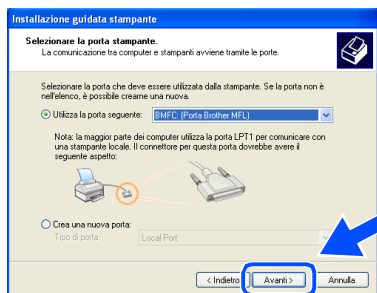 Installazione guidata stampante
Selezionare la porta stampante.
La comunicazione tra computer e stampanti avviene tramite le porte.
Selezionare la porta che deve essere utilizzata dalla stampante. Se la porta non è
nell'elenco, è possibile crearne una nuova.
Utilizza la porta seguente:
BMFC: (Porta Brother MFL)
Nota: la maggior parte dei computer utilizza la porta LPT1 per comunicare con
una stampante locale. Il connettore per questa porta dovrebbe avere il
seguente aspetto:
Crea una nuova porta:
Tipo di porta:
Local Port
< Indietro
Avanti >
Annulla